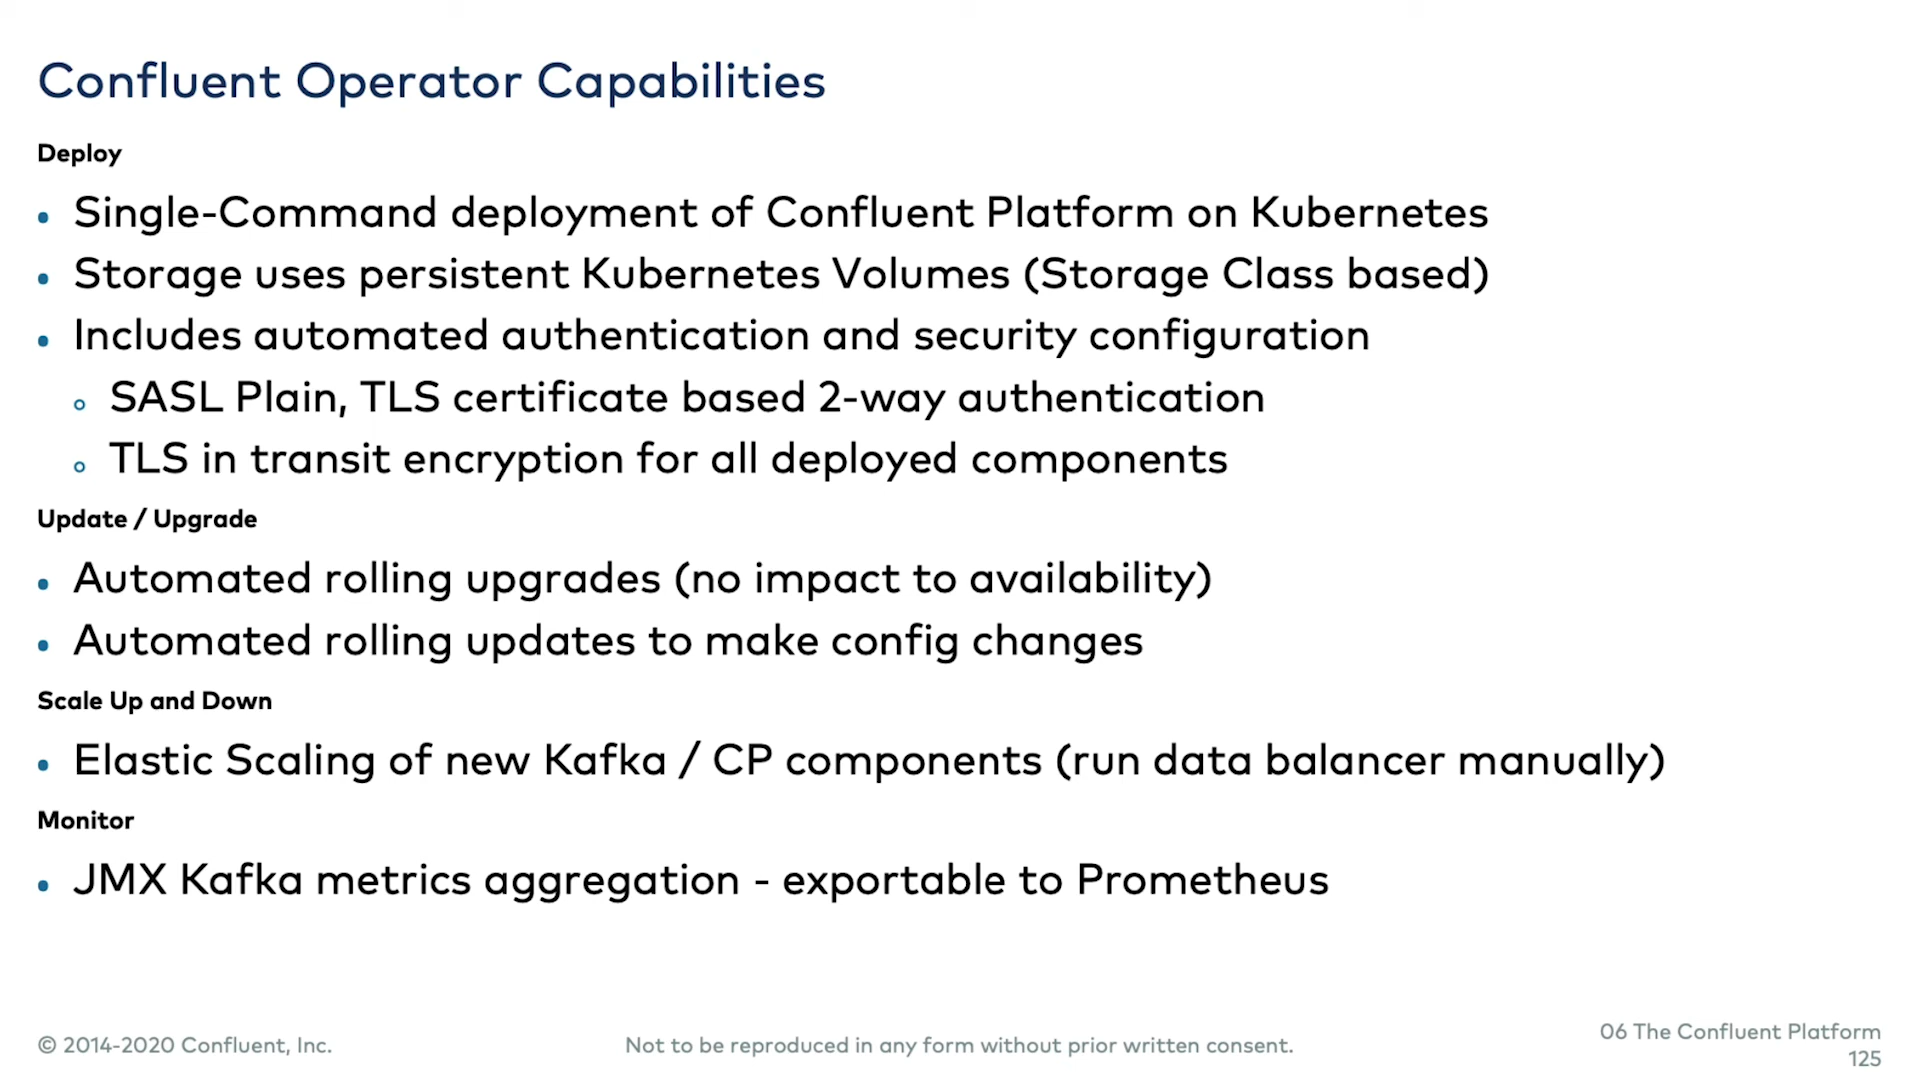 Confluent Operator Capabilities
Deploy
• Single-Command deployment of Confluent Platform on Kubernetes
• Storage uses persistent Kubernetes Volumes (Storage Class based)
• Includes automated authentication and security configuration
◦ SASL Plain, TLS certificate based 2-way authentication
◦ TLS in transit encryption for all deployed components
Update / Upgrade
• Automated rolling upgrades (no impact to availability)
• Automated rolling updates to make config changes
Scale Up and Down
• Elastic Scaling of new Kafka / CP components (run data balancer manually)
Monitor
• JMX Kafka metrics aggregation - exportable to Prometheus
© 2014-2020 Confluent, Inc.
Not to be reproduced in any form without prior written consent.
06 The Confluent Platform
125